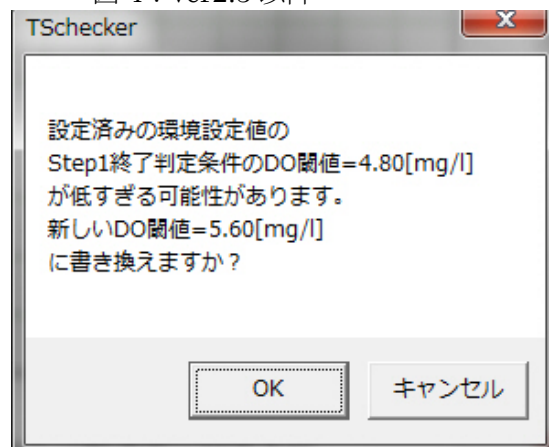 TSchecker
設定済みの環境設定値の
Step1終了判定条件のDO閾値=4.80[mg/l]
が低すぎる可能性があります。
新しいDO閾値=5.60[mg/l]
に書き換えますか？
OK
キャンセル